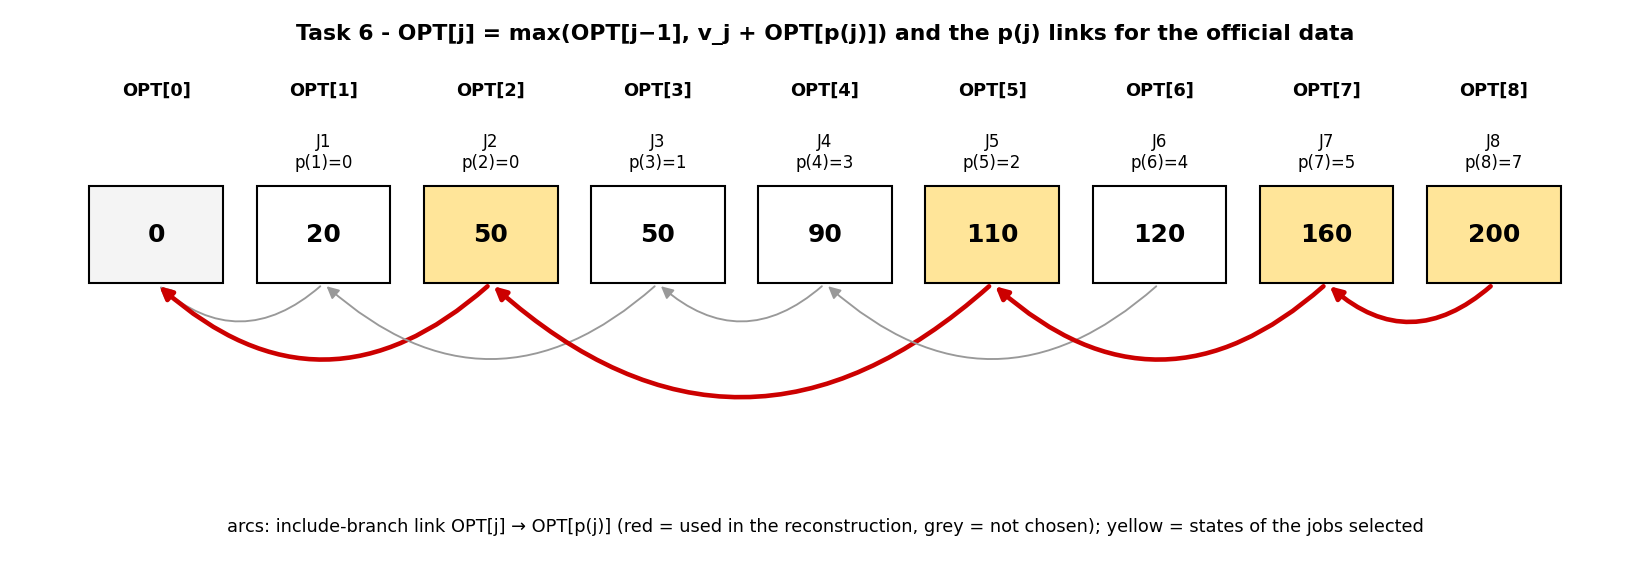 Task 6 - OPT[j] = max(OPT[j−1], v_j + OPT[p(j)]) and the p(j) links for the official data
OPT[0] OPT[1] OPT[2] OPT[3] OPT[4] OPT[5] OPT[6] OPT[7] OPT[8]
J1 J2 J3 J4 J5 J6 J7 J8
p(1)=0 p(2)=0 p(3)=1 p(4)=3 p(5)=2 p(6)=4 p(7)=5 p(8)=7
0 20 50 50 90 110 120 160 200
arcs: include-branch link OPT[j] → OPT[p(j)] (red = used in the reconstruction, grey = not chosen); yellow = states of the jobs selected